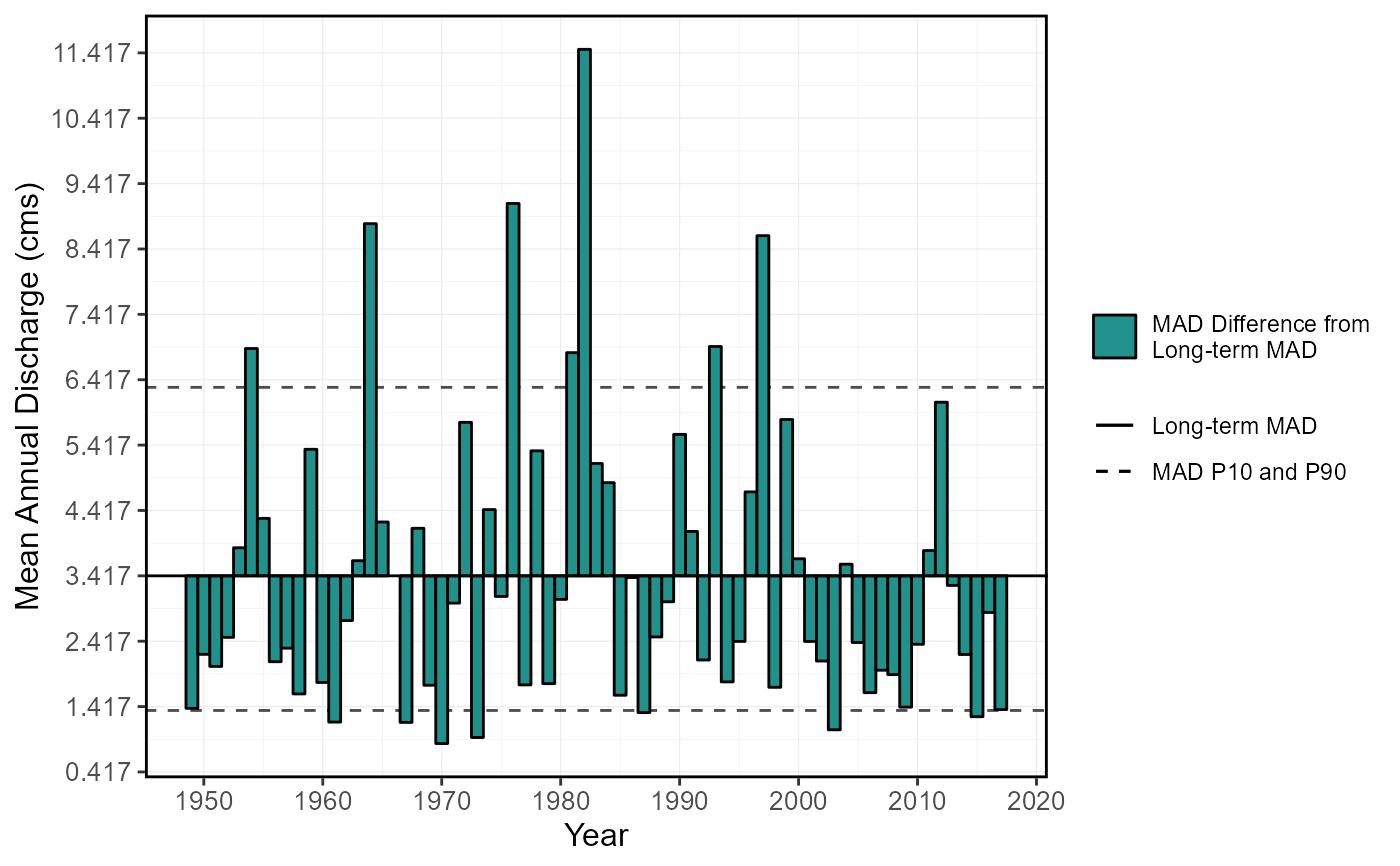 Mean Annual Discharge (cms)
11.417
10.417
9.417
8.417
7.417
6.417
5.417
4.417
3.417
2.417
1.417
0.417
1950 1960 1970 1980 1990 2000 2010 2020
Year
MAD Difference from
Long-term MAD
Long-term MAD
MAD P10 and P90